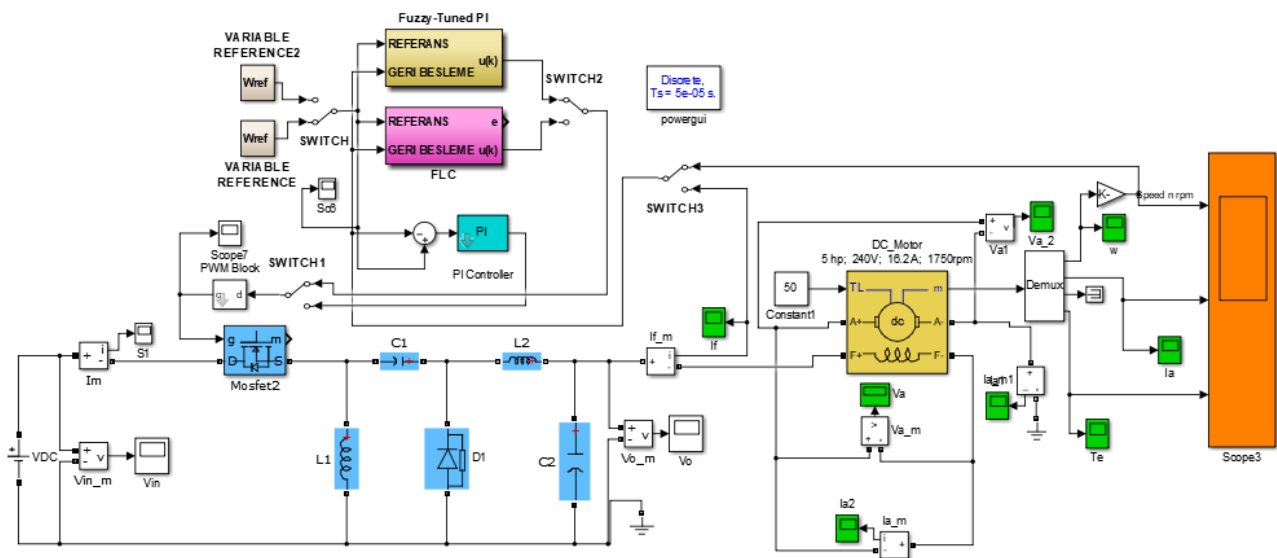 Fuzzy-Tuned PI
REFERANS
u(k)
GERI BESLEME
VARIABLE
REFERENCE2
Wref
SWITCH
Wref
VARIABLE
REFERENCE
REFERANS
e
GERI BESLEME
u(k)
FLC
SWITCH2
Discrete,
Ts = 5e-05 s.
powergui
Sc6
SWITCH3
K-
Speed n rpm
Va_2
Va1
w
Scope7
PWM Block
SWITCH1
PI
PI Controller
DC_Motor
5 hp; 240V; 16.2A; 1750rpm
50
Constant1
TL
m
Demux
A+
dc
A-
F+
F-
S1
Im
g
m
D
S
Mosfet2
C1
L2
If
If_m
Ia
Va
Va_m
Te
Scope3
VDC
Vin_m
Vin
L1
D1
C2
Vo_m
Vo
Ia2
Ia_m